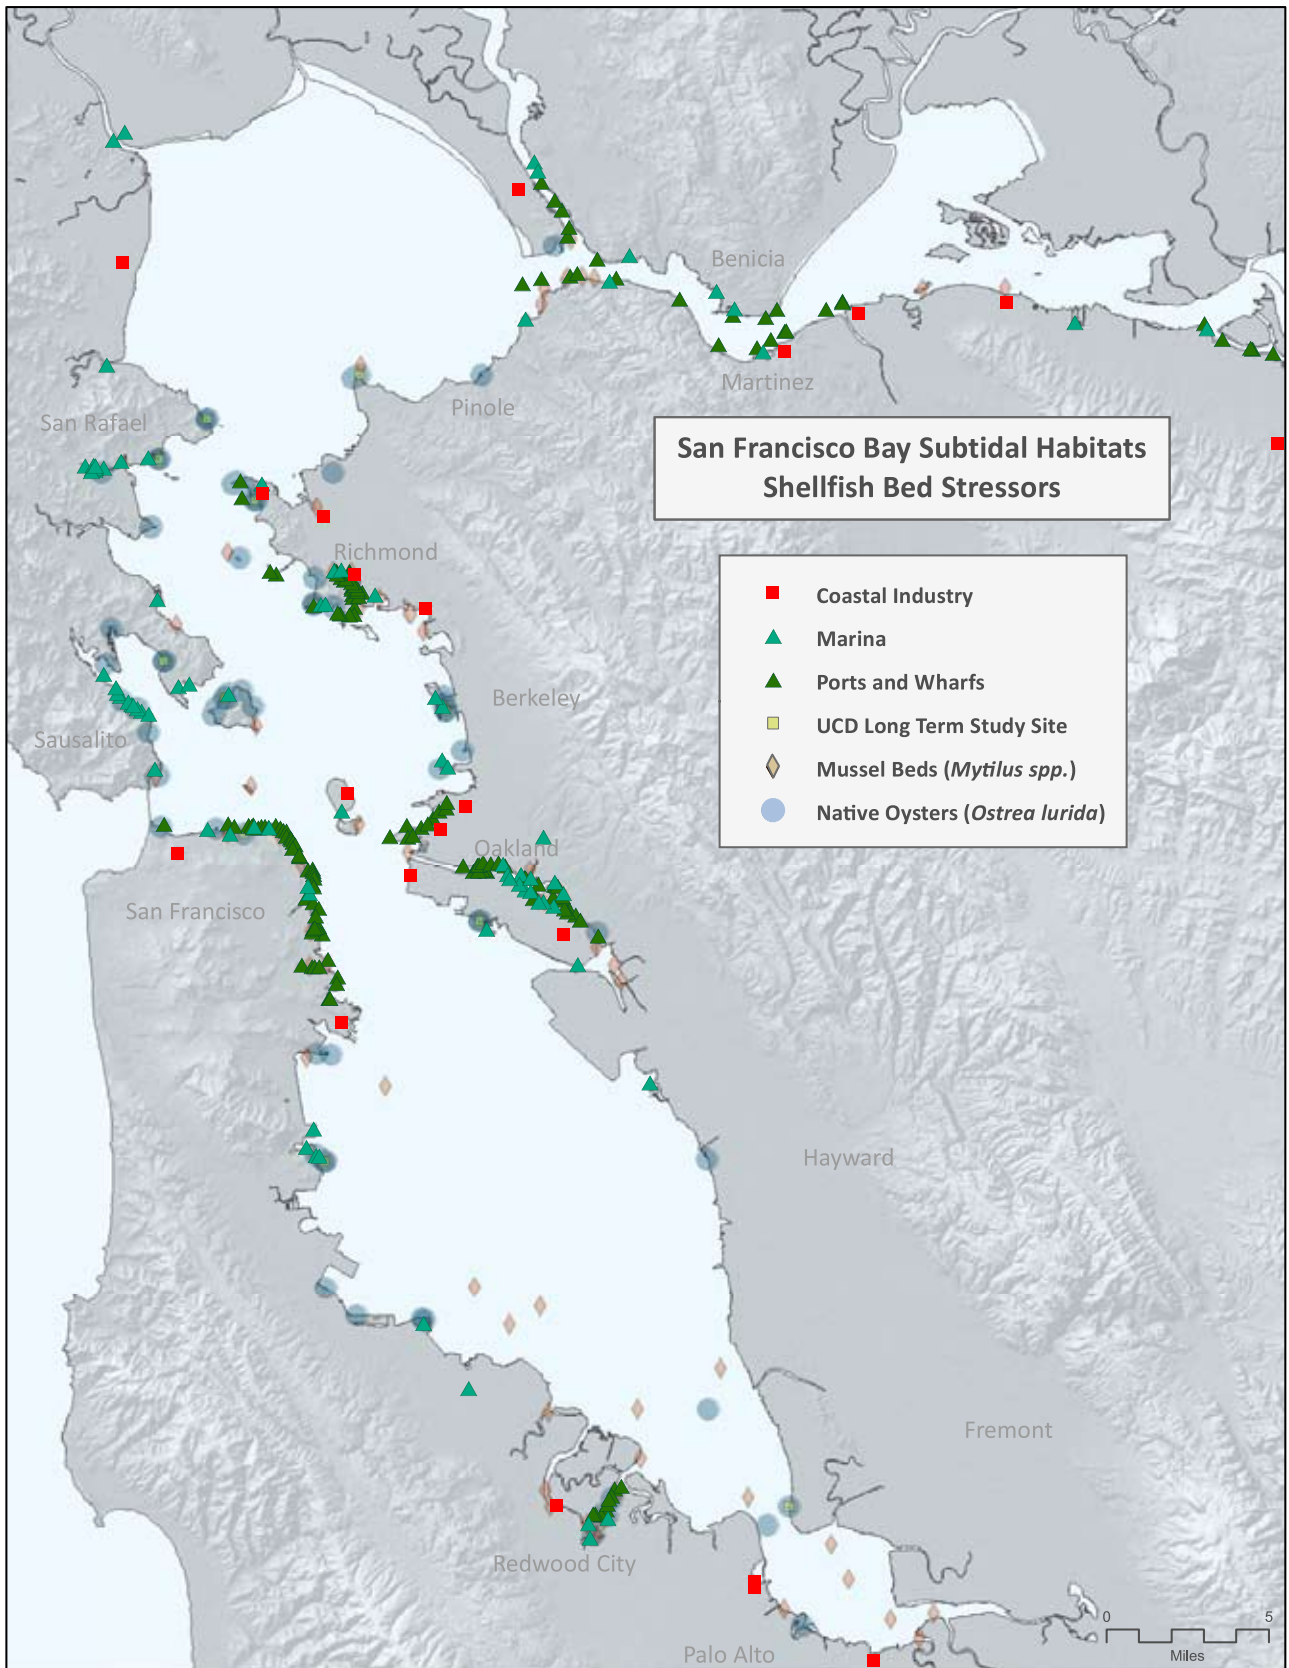 Benicia
Martinez
Pinole
San Rafael
San Francisco Bay Subtidal Habitats
Shellfish Bed Stressors
Richmond
Coastal Industry
Marina
Ports and Wharfs
UCD Long Term Study Site
Mussel Beds (Mytilus spp.)
Native Oysters (Ostrea lurida)
Berkeley
Sausalito
Oakland
San Francisco
Hayward
Fremont
Redwood City
Palo Alto
0 5
Miles